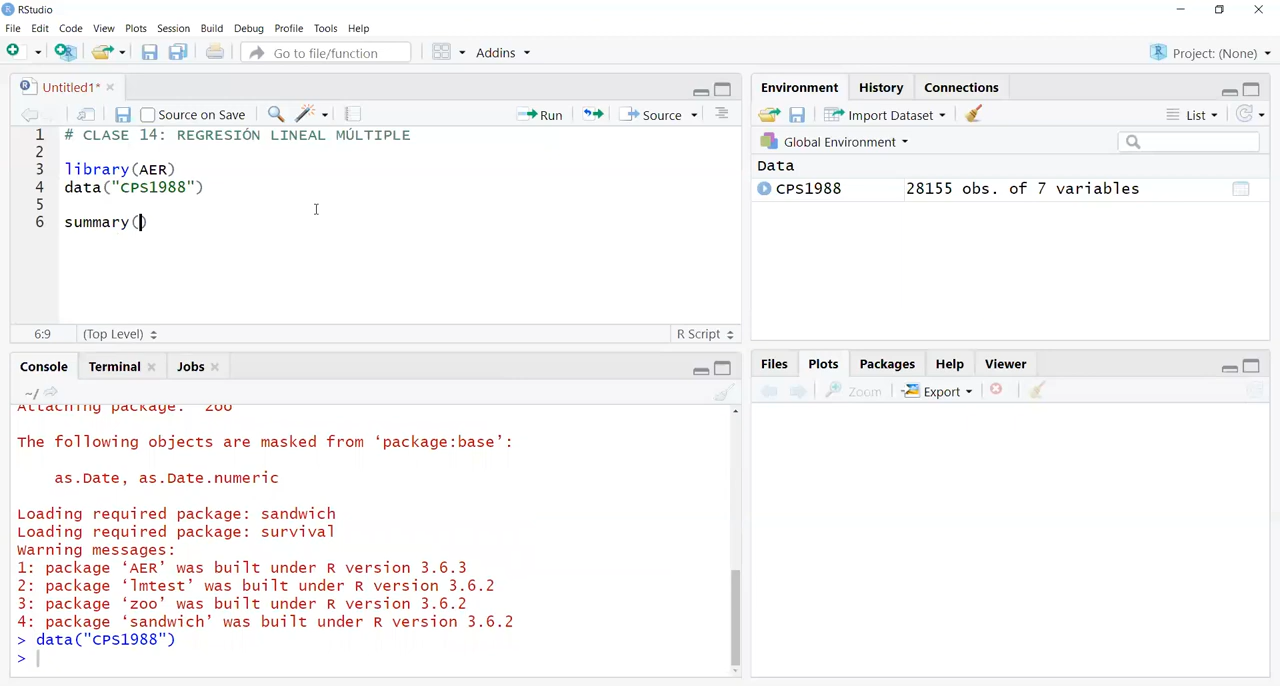 RStudio
File Edit Code View Plots Session Build Debug Profile Tools Help
Go to file/function Addins Project: (None)
Untitled1*
Source on Save Run Source
1 # CLASE 14: REGRESIÓN LINEAL MÚLTIPLE
2
3 library(AER)
4 data("CPS1988")
5
6 summary()
6:9 (Top Level) R Script
Console Terminal Jobs
~/
Attaching package: ‘zoo’
The following objects are masked from ‘package:base’:
as.Date, as.Date.numeric
Loading required package: sandwich
Loading required package: survival
Warning messages:
1: package ‘AER’ was built under R version 3.6.3
2: package ‘lmtest’ was built under R version 3.6.2
3: package ‘zoo’ was built under R version 3.6.2
4: package ‘sandwich’ was built under R version 3.6.2
> data("CPS1988")
>
Environment History Connections
Import Dataset List
Global Environment
Data
CPS1988 28155 obs. of 7 variables
Files Plots Packages Help Viewer
Zoom Export